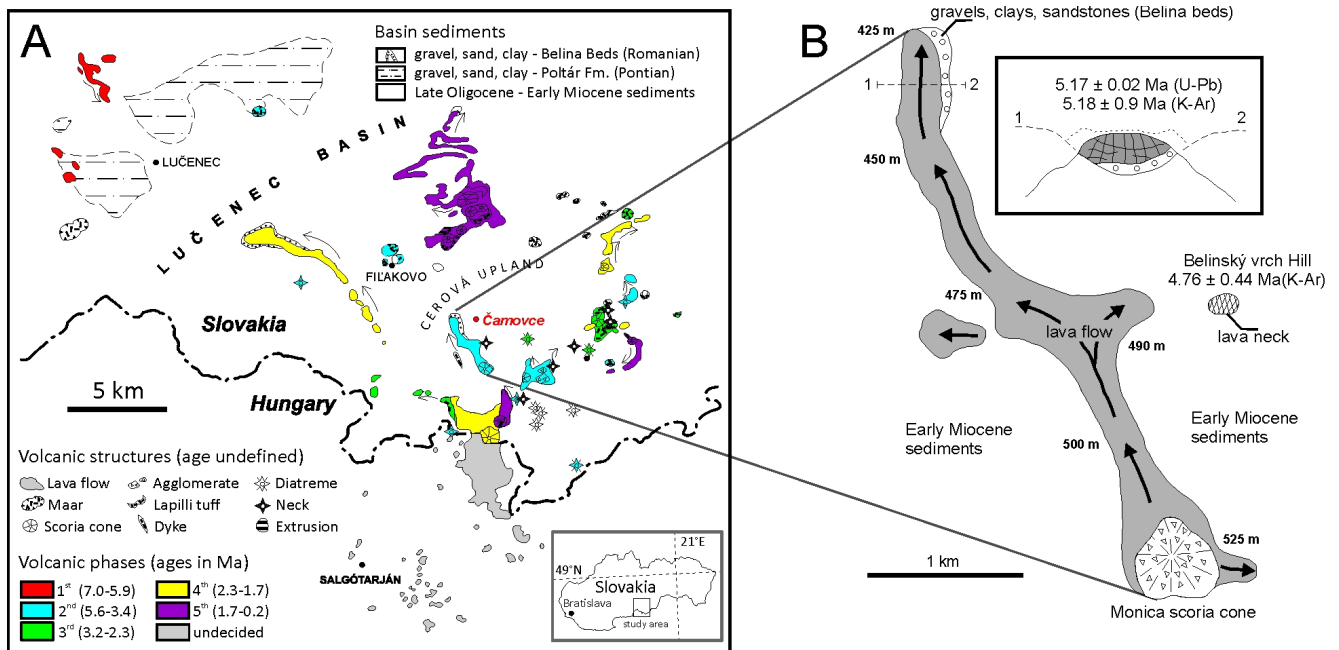 A
Basin sediments
gravel, sand, clay - Belina Beds (Romanian)
gravel, sand, clay - Poltár Fm. (Pontian)
Late Oligocene - Early Miocene sediments
LUČENEC
LUČENEC BASIN
FIĽAKOVO
CEROVÁ UPLAND
Čamovce
Slovakia
5 km
Hungary
Volcanic structures (age undefined)
Lava flow
Agglomerate
Diatreme
Maar
Lapilli tuff
Neck
Scoria cone
Dyke
Extrusion
Volcanic phases (ages in Ma)
1st (7.0-5.9)
4th (2.3-1.7)
2nd (5.6-3.4)
5th (1.7-0.2)
3rd (3.2-2.3)
undecided
SALGÓTARJÁN
21°E
49°N
Slovakia
Bratislava
study area
B
gravels, clays, sandstones (Belina beds)
425 m
1
2
5.17 ± 0.02 Ma (U-Pb)
5.18 ± 0.9 Ma (K-Ar)
1
2
450 m
Belinský vrch Hill
4.76 ± 0.44 Ma(K-Ar)
lava neck
475 m
lava flow
490 m
Early Miocene
sediments
Early Miocene
sediments
500 m
525 m
1 km
Monica scoria cone